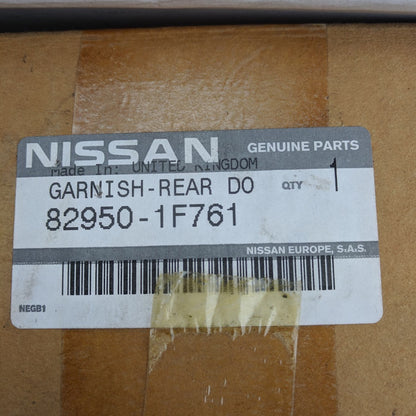 NISSAN GENUINE PARTS
Made In: UNITED KINGDOM
GARNISH-REAR DO QTY 1
82950-1F761
NISSAN EUROPE, S.A.S.
NEGB1